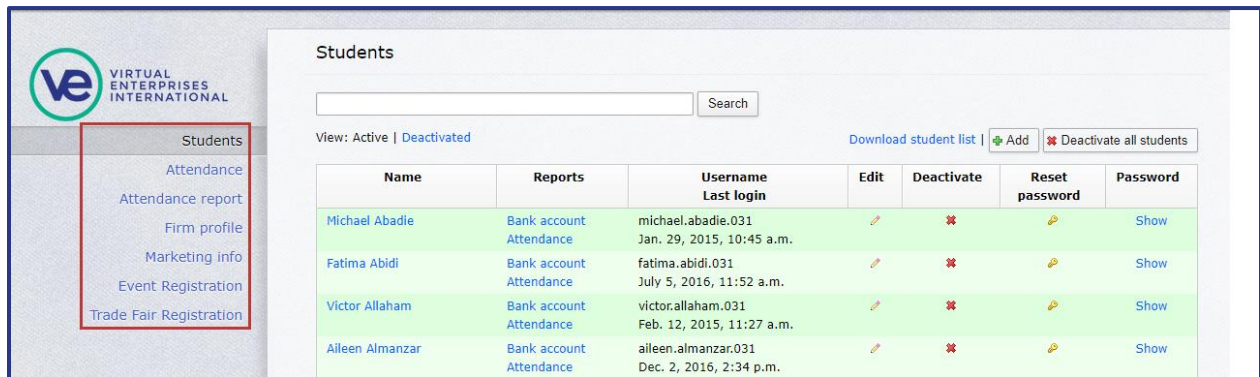 Students
ve
VIRTUAL
ENTERPRISES
INTERNATIONAL
Search
Students
Attendance
Attendance report
Firm profile
Marketing info
Event Registration
Trade Fair Registration
View: Active | Deactivated
Download student list | Add Deactivate all students
Name Reports Username Edit Deactivate Reset Password
Last login password
Michael Abadie Bank account michael.abadie.031 Show
Attendance Jan. 29, 2015, 10:45 a.m.
Fatima Abidi Bank account fatima.abidi.031 Show
Attendance July 5, 2016, 11:52 a.m.
Victor Allaham Bank account victor.allaham.031 Show
Attendance Feb. 12, 2015, 11:27 a.m.
Aileen Almanzar Bank account aileen.almanzar.031 Show
Attendance Dec. 2, 2016, 2:34 p.m.